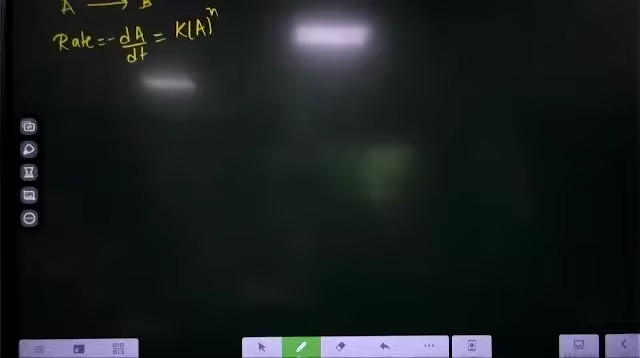 A ⟶ B
Rate = -dA/dt = K(A)ⁿ